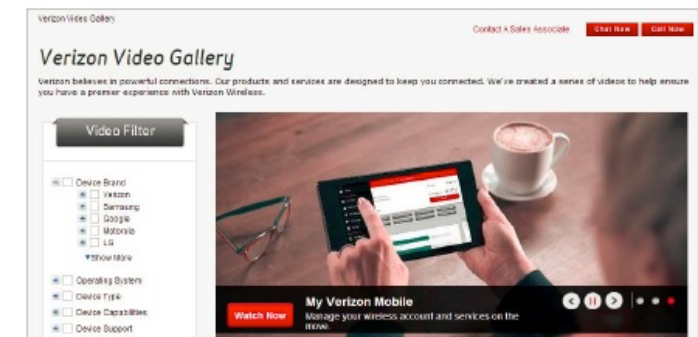 Verizon Video Gallery
Contact A Sales Associate
Chat Now
Call Now
Verizon Video Gallery
Verizon believes in powerful connections. Our products and services are designed to keep you connected. We've created a series of videos to help ensure
you have a premier experience with Verizon Wireless.
Video Filter
Device Brand
Verizon
Samsung
Google
Motorola
LG
Show More
Operating System
Device Type
Device Capabilities
Device Support
Watch Now
My Verizon Mobile
Manage your wireless account and services on the
move.